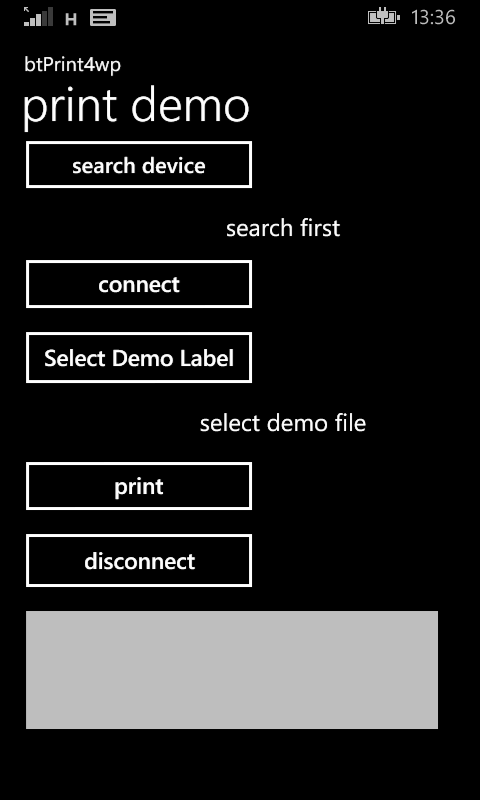 H 13:36
btPrint4wp
print demo
search device
search first
connect
Select Demo Label
select demo file
print
disconnect